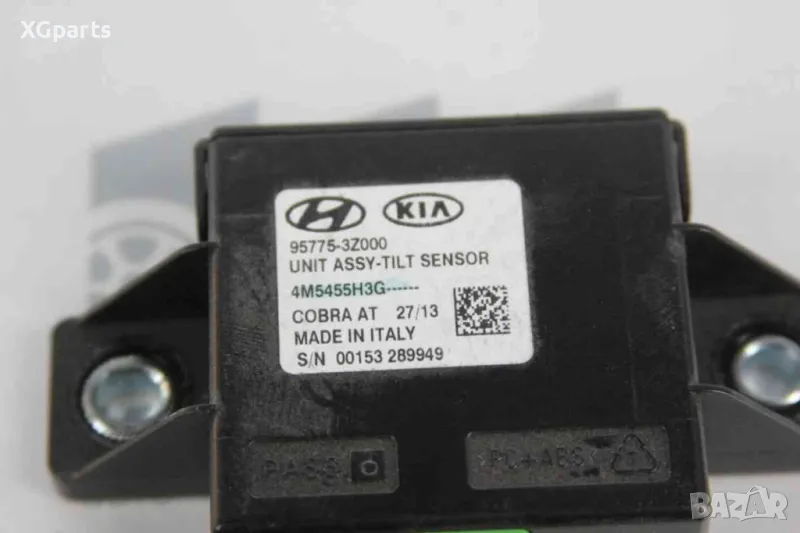 XGparts
KIA
95775-3Z000
UNIT ASSY-TILT SENSOR
4M5455H3G------
COBRA AT 27/13
MADE IN ITALY
S/N 00153 289949
>PC+ABS<
BAZAR